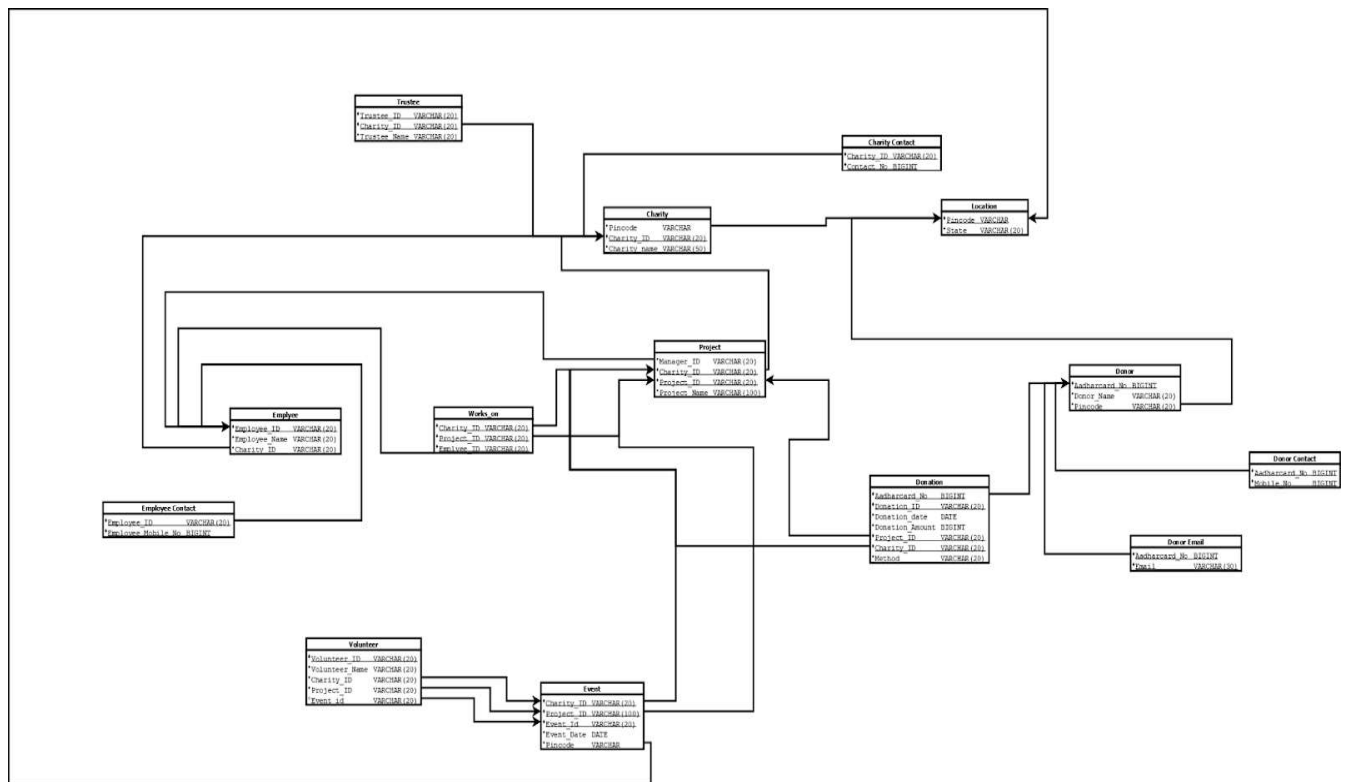 Trustee
*Trustee_ID VARCHAR(20)
*Charity_ID VARCHAR(20)
*Trustee_Name VARCHAR(20)
Charity Contact
*Charity_ID VARCHAR(20)
*Contact_No BIGINT
Charity
*Pincode VARCHAR
*Charity_ID VARCHAR(20)
*Charity_name VARCHAR(50)
Location
*Pincode VARCHAR
*State VARCHAR(20)
Project
*Manager_ID VARCHAR(20)
*Charity_ID VARCHAR(20)
*Project_ID VARCHAR(20)
*Project_Name VARCHAR(100)
Donor
*Aadharcard_No BIGINT
*Donor_Name VARCHAR(20)
*Pincode VARCHAR(20)
Emplyee
*Employee_ID VARCHAR(20)
*Employee_Name VARCHAR(20)
*Charity_ID VARCHAR(20)
Works_on
*Charity_ID VARCHAR(20)
*Project_ID VARCHAR(20)
*Emplyee_ID VARCHAR(20)
Donor Contact
*Aadharcard_No BIGINT
*Mobile_No BIGINT
Donation
*Aadharcard_No BIGINT
*Donation_ID VARCHAR(20)
*Donation_date DATE
*Donation_Amount BIGINT
*Project_ID VARCHAR(20)
*Charity_ID VARCHAR(20)
*Method VARCHAR(20)
Employee Contact
*Employee_ID VARCHAR(20)
*Employee_Mobile_No BIGINT
Donor Email
*Aadharcard_No BIGINT
*Email VARCHAR(30)
Volunteer
*Volunteer_ID VARCHAR(20)
*Volunteer_Name VARCHAR(20)
*Charity_ID VARCHAR(20)
*Project_ID VARCHAR(20)
*Event_id VARCHAR(20)
Event
*Charity_ID VARCHAR(20)
*Project_ID VARCHAR(100)
*Event_Id VARCHAR(20)
*Event_Date DATE
*Pincode VARCHAR